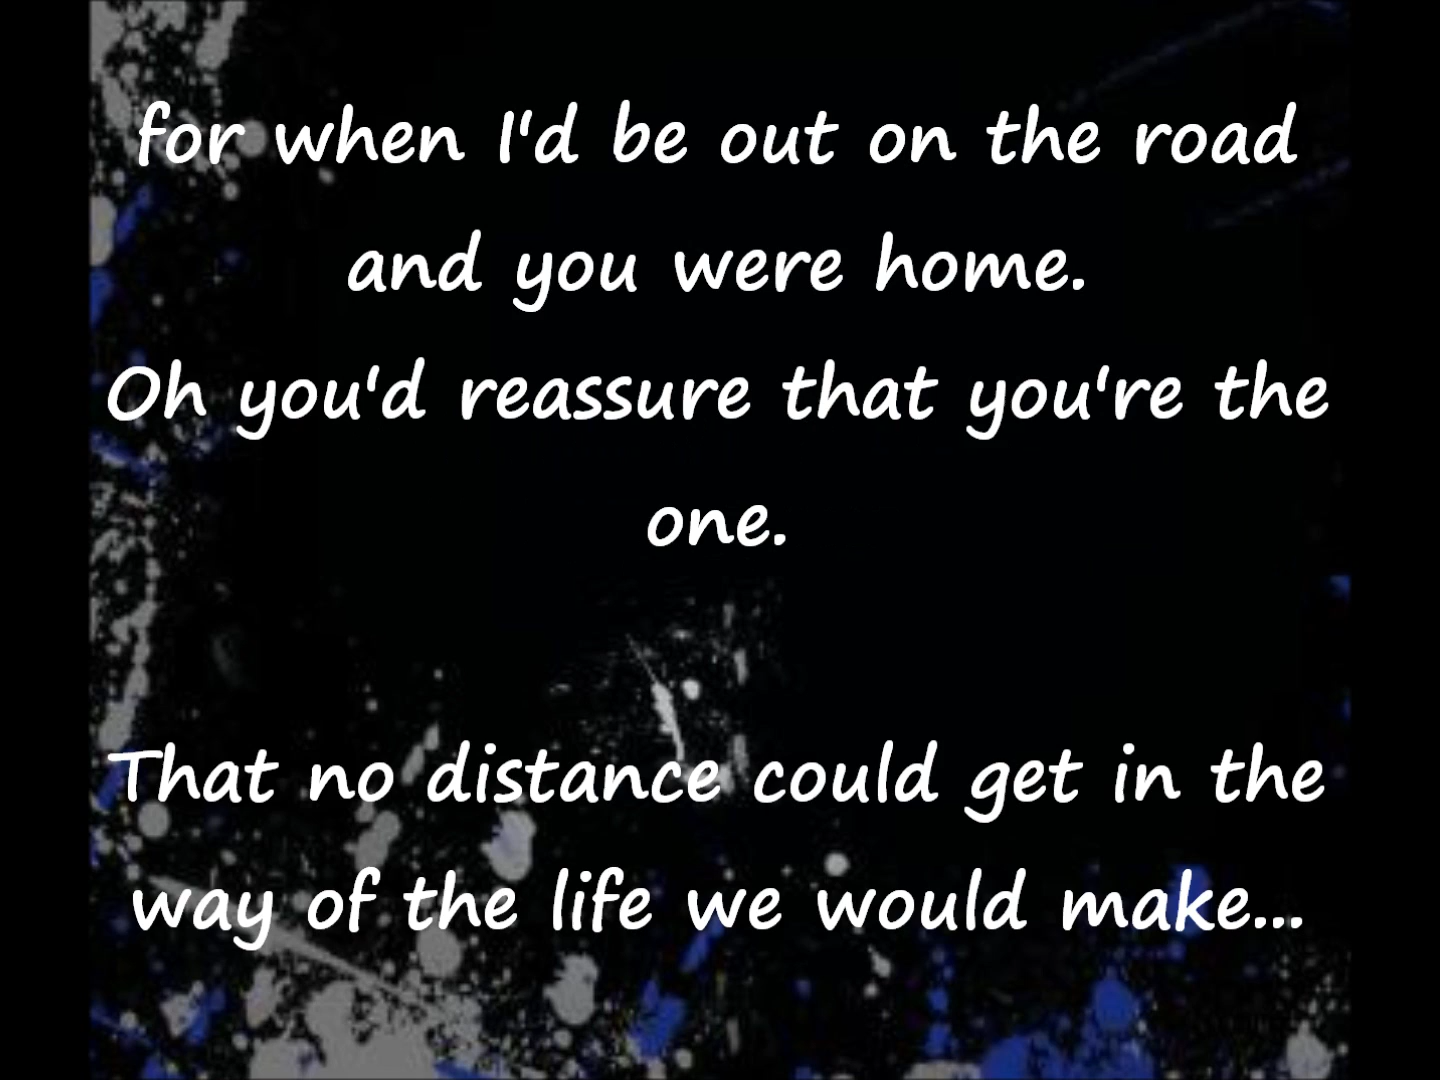 for when I'd be out on the road
and you were home.
Oh you'd reassure that you're the
one.
That no distance could get in the
way of the life we would make...